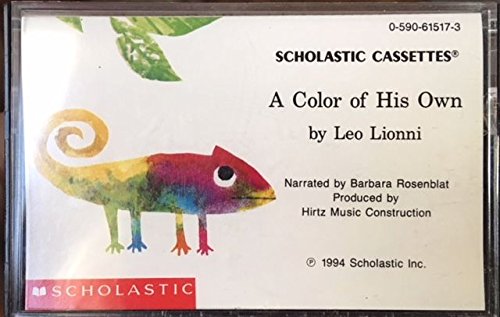 0-590-61517-3
SCHOLASTIC CASSETTES®
A Color of His Own
by Leo Lionni
Narrated by Barbara Rosenblat
Produced by
Hirtz Music Construction
℗ 1994 Scholastic Inc.
SCHOLASTIC